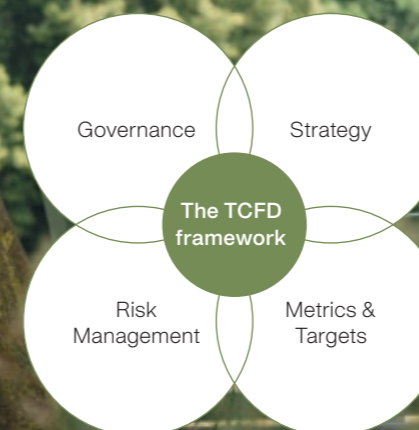 Governance
Strategy
The TCFD
framework
Risk
Management
Metrics &
Targets